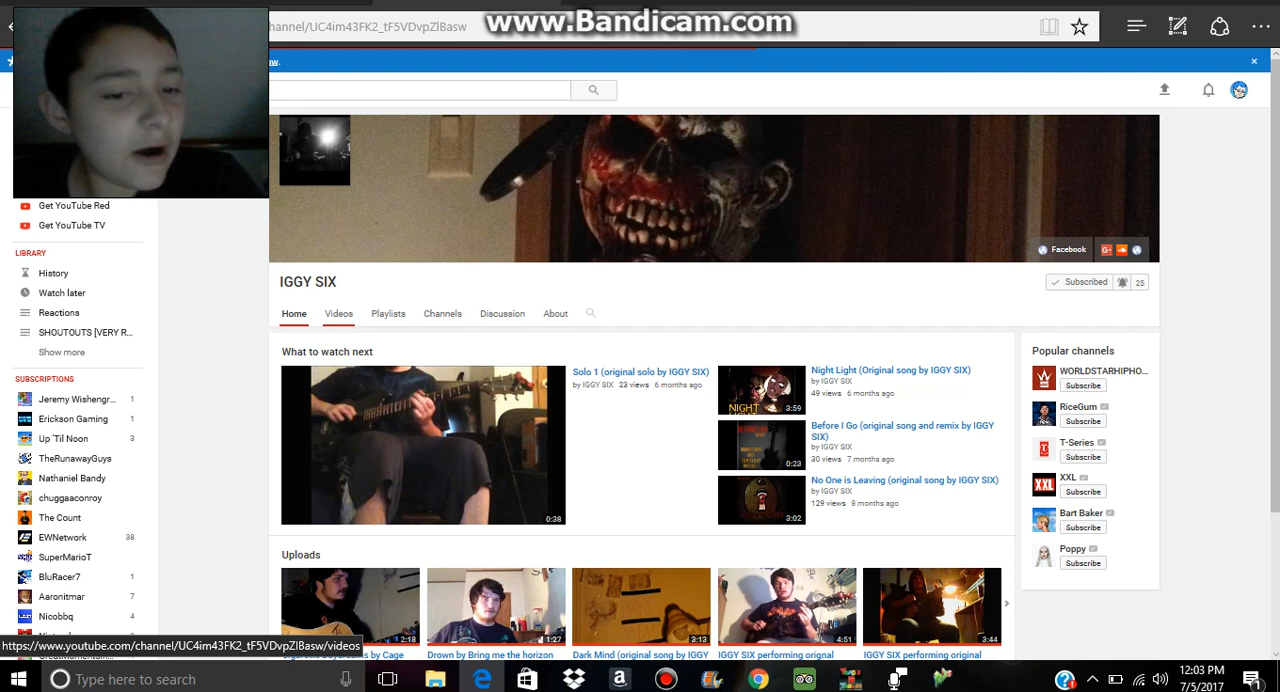 www.Bandicam.com
hannel/UC4im43FK2_tF5VDvpZlBasw
Get YouTube Red
Get YouTube TV
LIBRARY
History
Watch later
Reactions
SHOUTOUTS [VERY R...
Show more
SUBSCRIPTIONS
Jeremy Wishengr... 1
Erickson Gaming 1
Up 'Til Noon 3
TheRunawayGuys
Nathaniel Bandy
chuggaaconroy
The Count
EWNetwork 38
SuperMarioT
BluRacer7 1
Aaronitmar 7
Nicobbq 4
https://www.youtube.com/channel/UC4im43FK2_tF5VDvpZlBasw/videos
Facebook
IGGY SIX
Subscribed 25
Home Videos Playlists Channels Discussion About
What to watch next
0:38
Solo 1 (original solo by IGGY SIX)
by IGGY SIX 23 views 6 months ago
NIGHT
LIGHT
3:59
Night Light (Original song by IGGY SIX)
by IGGY SIX
49 views 6 months ago
0:23
Before I Go (original song and remix by IGGY
SIX)
by IGGY SIX
30 views 7 months ago
3:02
No One is Leaving (original song by IGGY SIX)
by IGGY SIX
129 views 8 months ago
Uploads
2:18 1:27 3:13 4:51 3:44
by Cage
Drown by Bring me the horizon
Dark Mind (original song by IGGY
IGGY SIX performing orignal
IGGY SIX performing original
Popular channels
WORLDSTARHIPHO...
Subscribe
RiceGum
Subscribe
T-Series
Subscribe
XXL
Subscribe
Bart Baker
Subscribe
Poppy
Subscribe
Type here to search
12:03 PM
7/5/2017